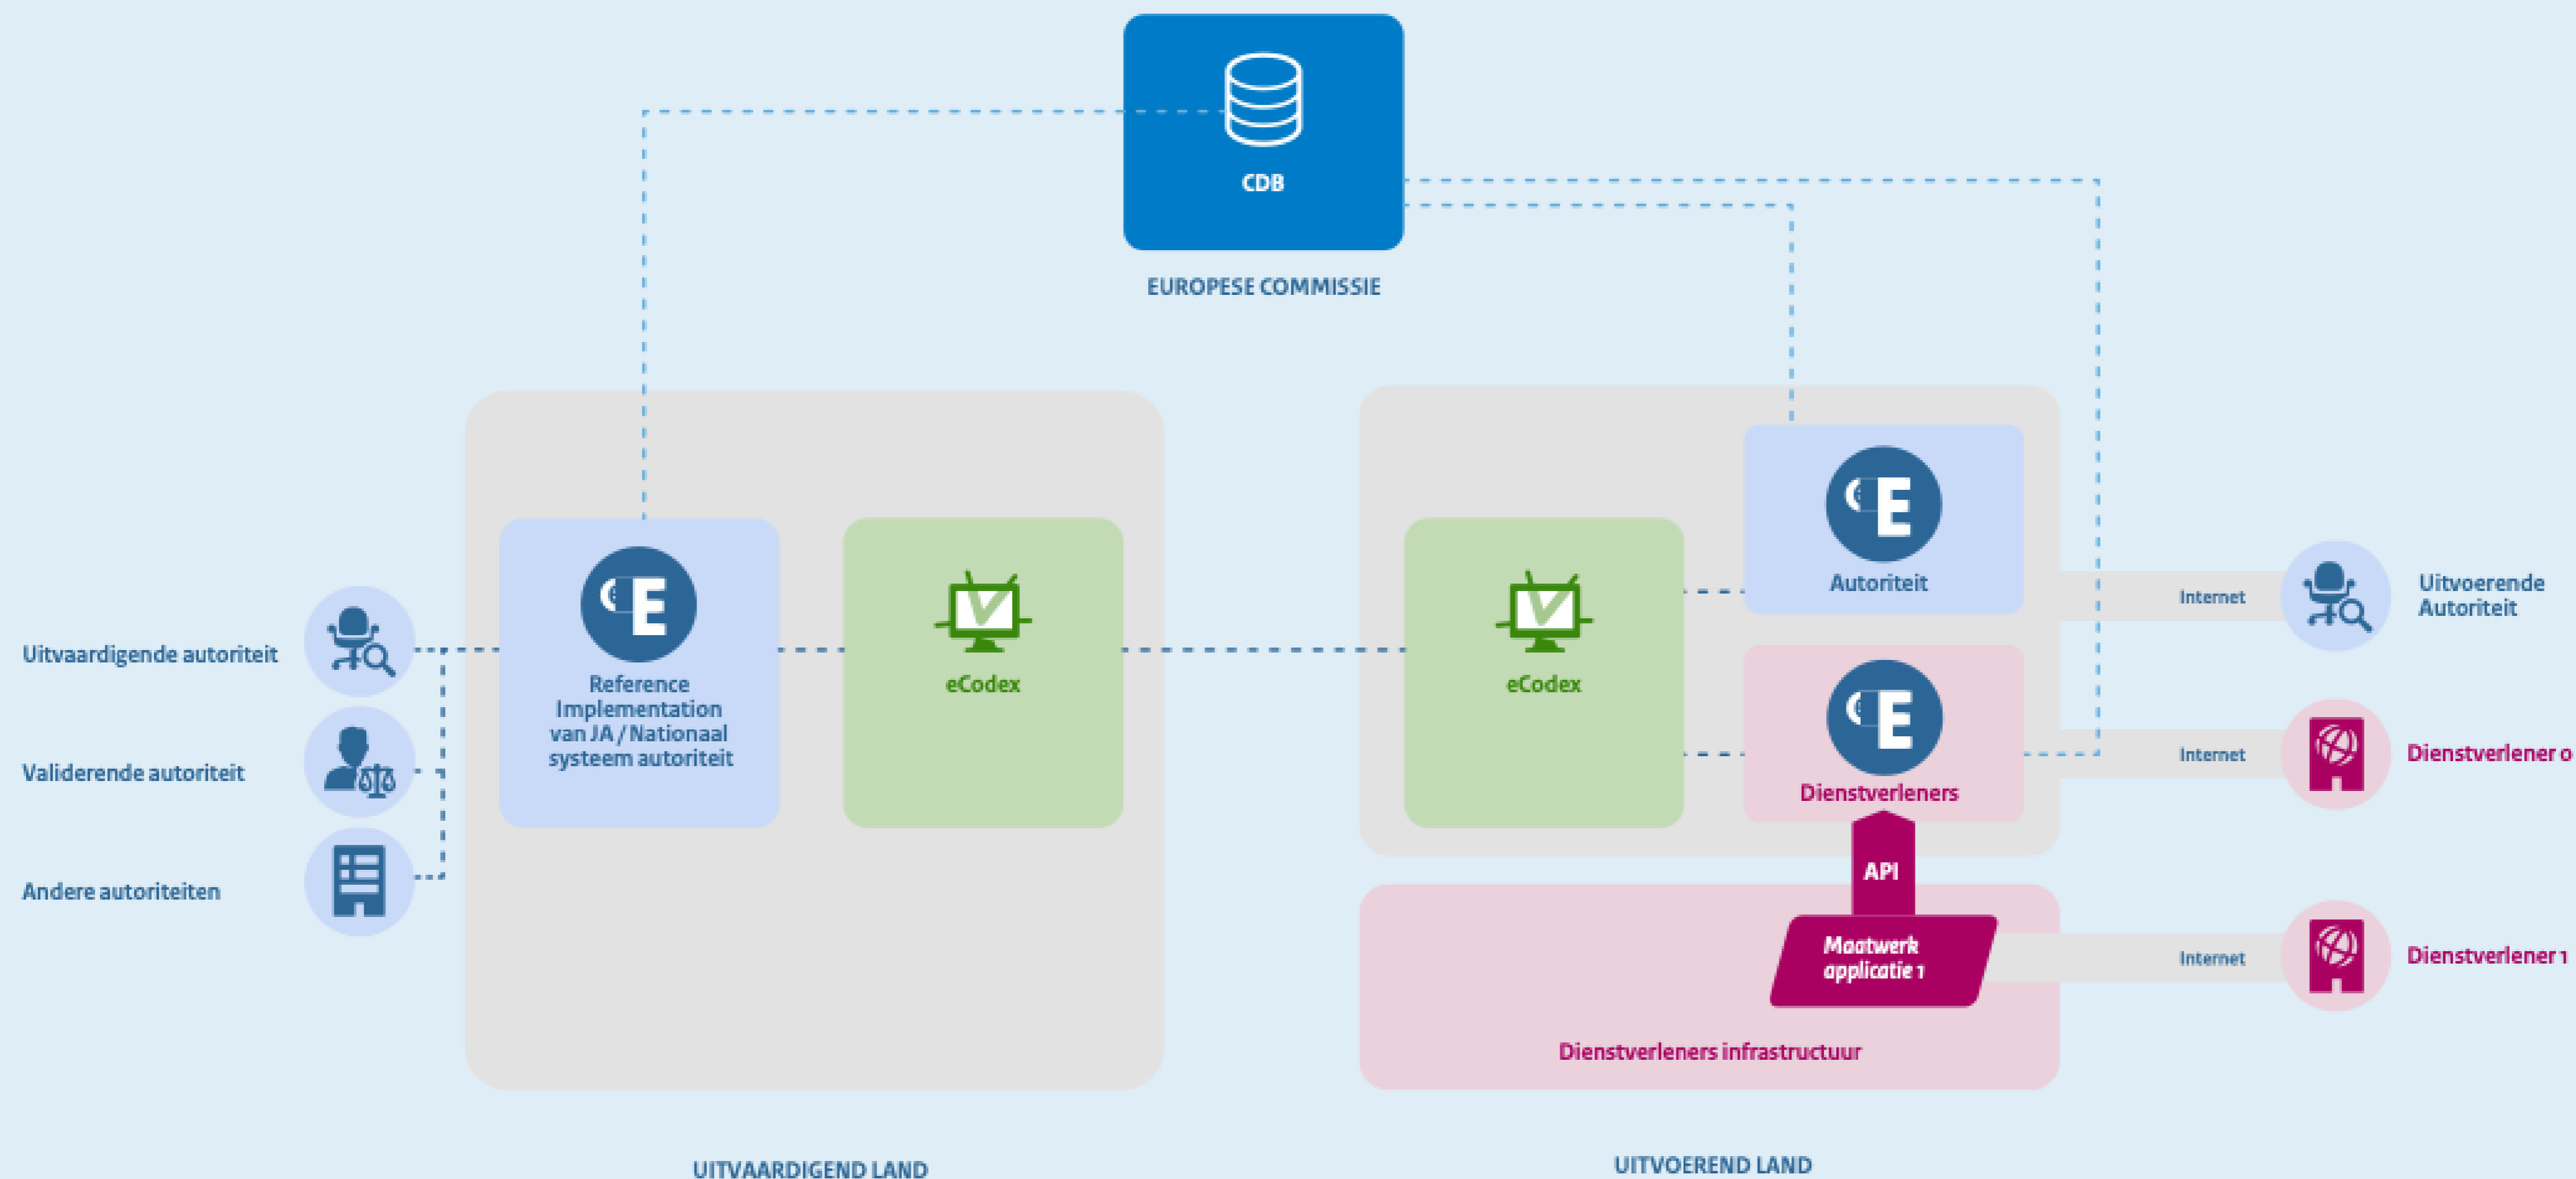 CDB
EUROPESE COMMISSIE
Uitvaardigende autoriteit
Validerende autoriteit
Andere autoriteiten
E
Reference
Implementation
van JA / Nationaal
systeem autoriteit
eCodex
eCodex
E
Autoriteit
E
Dienstverleners
API
Maatwerk
applicatie 1
Dienstverleners infrastructuur
Internet
Uitvoerende
Autoriteit
Internet
Dienstverlener 0
Internet
Dienstverlener 1
UITVAARDIGEND LAND
UITVOEREND LAND